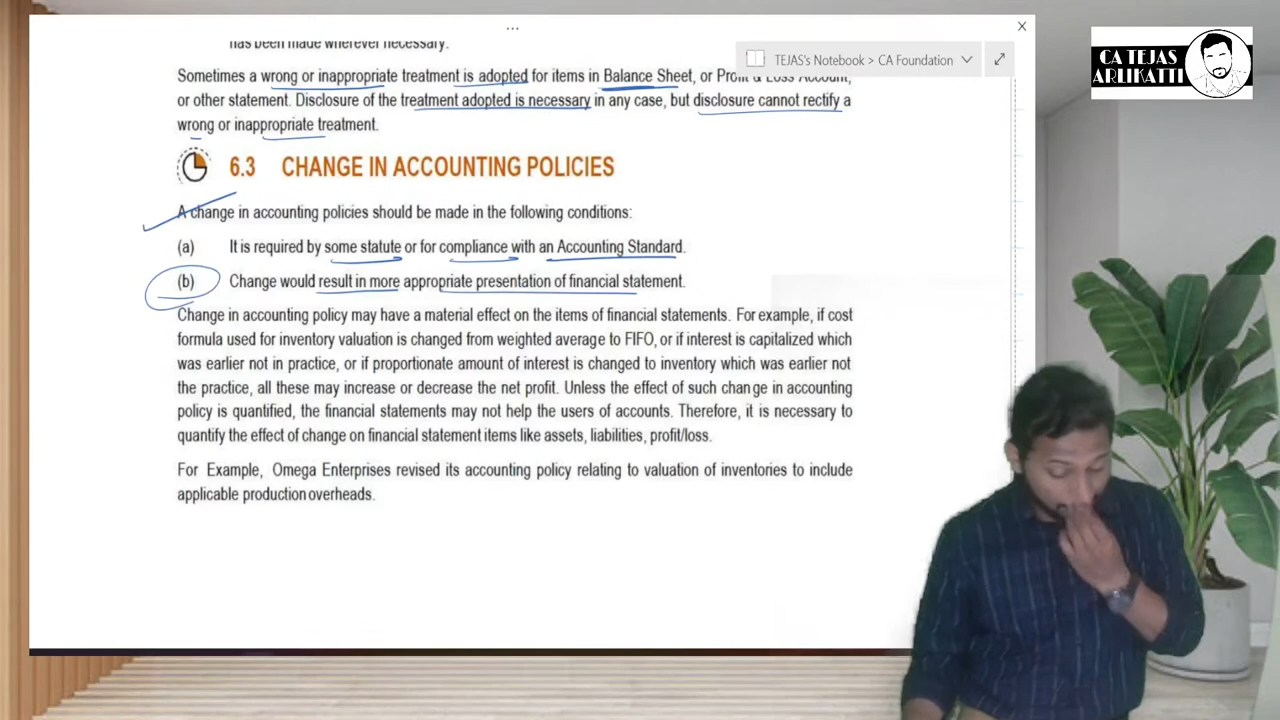 has been made wherever necessary.
TEJAS's Notebook > CA Foundation
CA TEJAS
ARLIKATTI
Sometimes a wrong or inappropriate treatment is adopted for items in Balance Sheet, or Profit & Loss Account,
or other statement. Disclosure of the treatment adopted is necessary in any case, but disclosure cannot rectify a
wrong or inappropriate treatment.
6.3 CHANGE IN ACCOUNTING POLICIES
A change in accounting policies should be made in the following conditions:
(a) It is required by some statute or for compliance with an Accounting Standard.
(b) Change would result in more appropriate presentation of financial statement.
Change in accounting policy may have a material effect on the items of financial statements. For example, if cost
formula used for inventory valuation is changed from weighted average to FIFO, or if interest is capitalized which
was earlier not in practice, or if proportionate amount of interest is changed to inventory which was earlier not
the practice, all these may increase or decrease the net profit. Unless the effect of such change in accounting
policy is quantified, the financial statements may not help the users of accounts. Therefore, it is necessary to
quantify the effect of change on financial statement items like assets, liabilities, profit/loss.
For Example, Omega Enterprises revised its accounting policy relating to valuation of inventories to include
applicable production overheads.